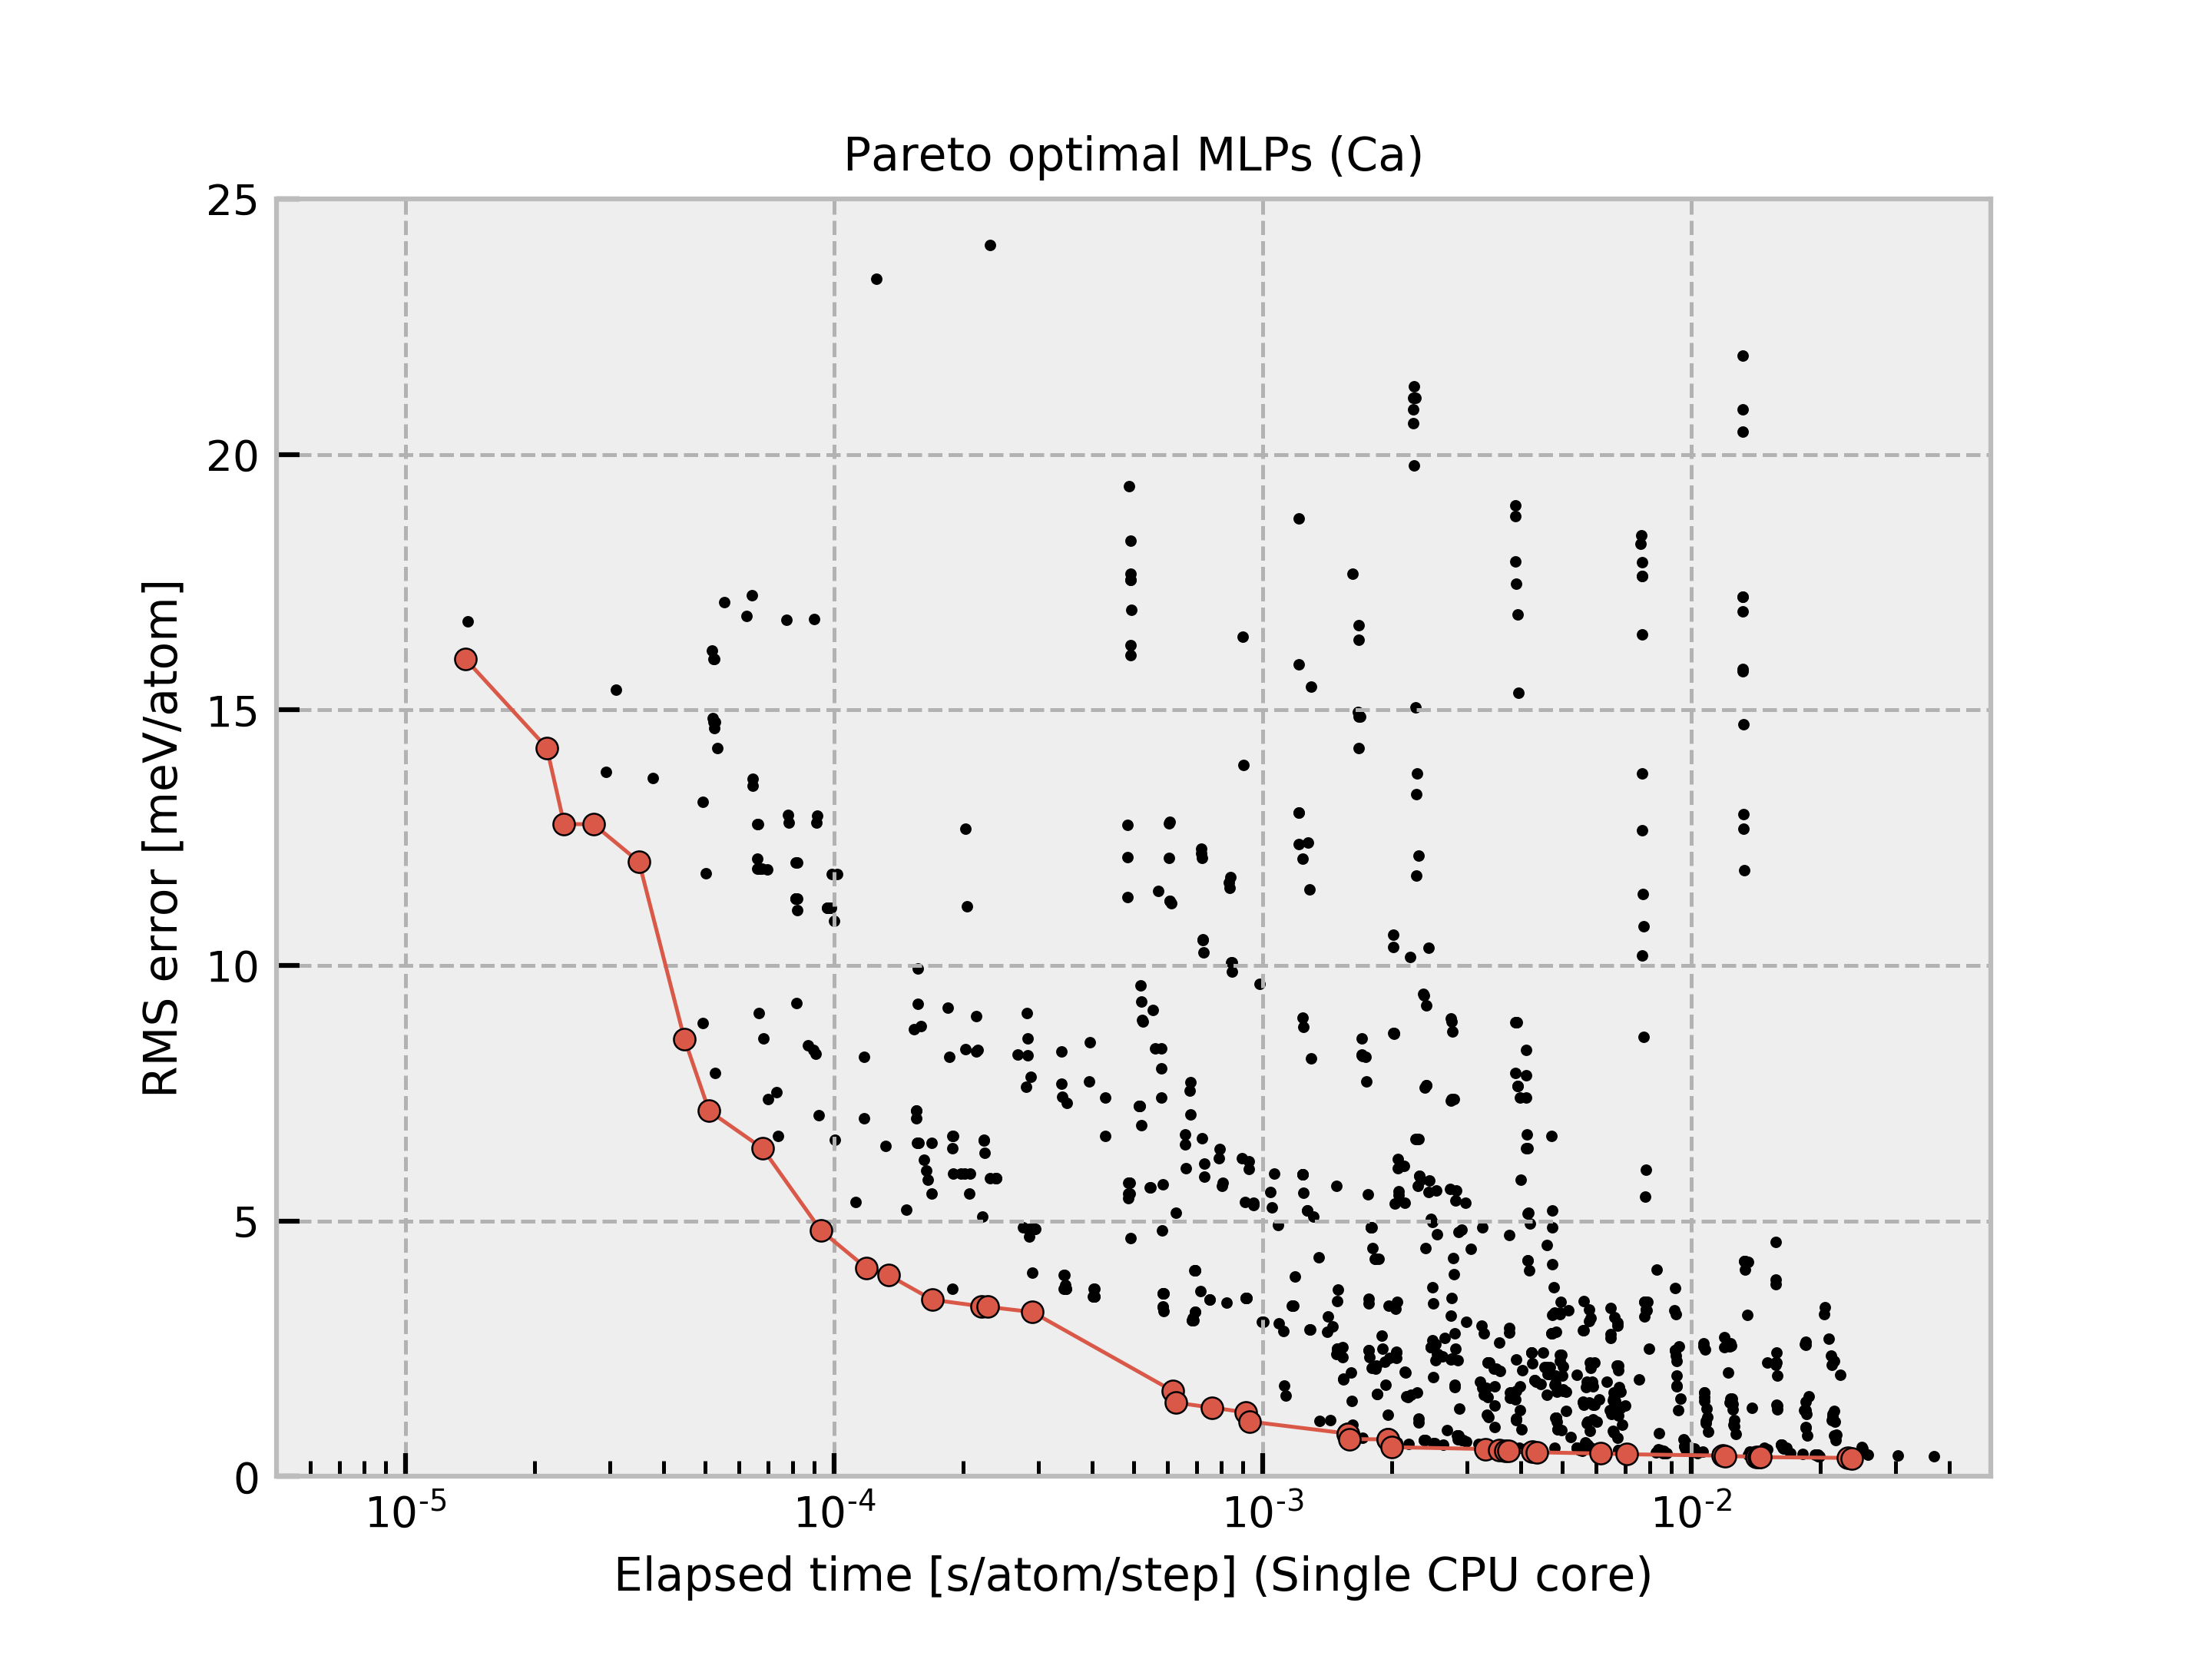 Pareto optimal MLPs (Ca)
25
20
15
10
5
0
RMS error [meV/atom]
10-5 10-4 10-3 10-2
Elapsed time [s/atom/step] (Single CPU core)